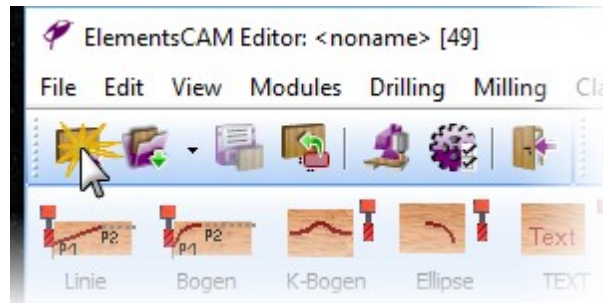 ElementsCAM Editor: <noname> [49]
File Edit View Modules Drilling Milling Cla
P1 P2 P1 P2 Text
Linie Bogen K-Bogen Ellipse TEXT